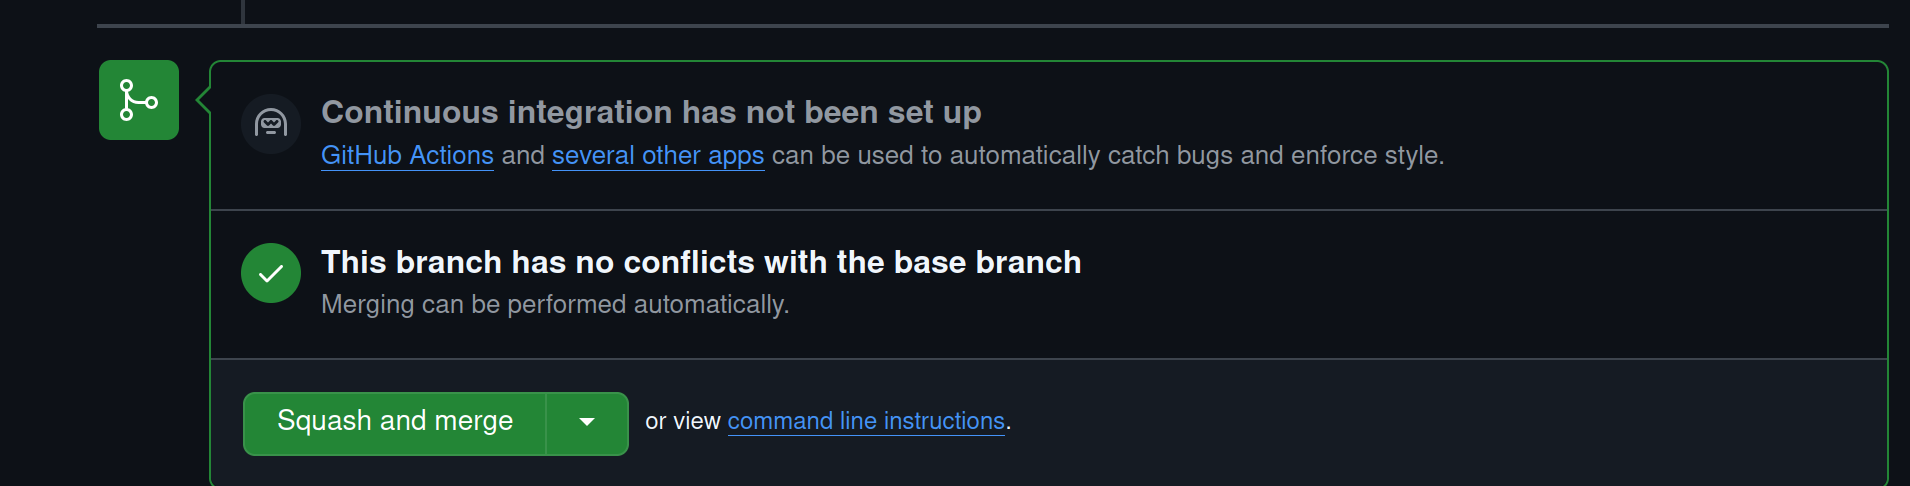 Continuous integration has not been set up
GitHub Actions and several other apps can be used to automatically catch bugs and enforce style.
This branch has no conflicts with the base branch
Merging can be performed automatically.
Squash and merge or view command line instructions.